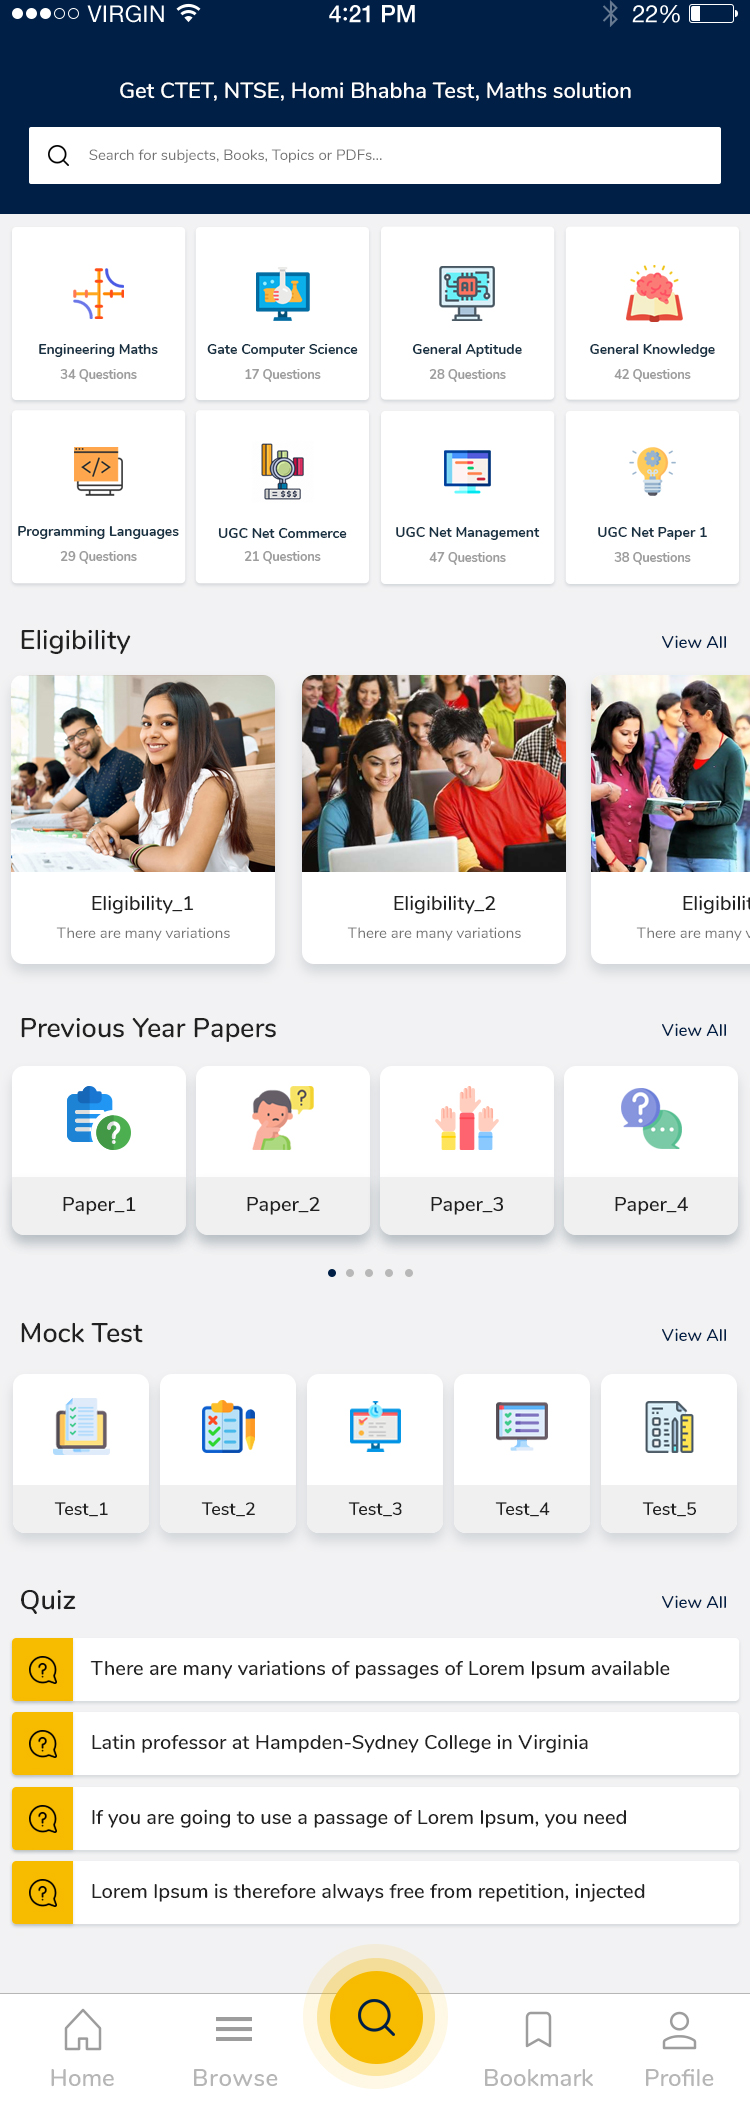 VIRGIN 4:21 PM 22%
Get CTET, NTSE, Homi Bhabha Test, Maths solution
Search for subjects, Books, Topics or PDFs...
Engineering Maths
34 Questions
Gate Computer Science
17 Questions
AI
General Aptitude
28 Questions
General Knowledge
42 Questions
</>
Programming Languages
29 Questions
= $$$
UGC Net Commerce
21 Questions
UGC Net Management
47 Questions
UGC Net Paper 1
38 Questions
Eligibility
View All
Eligibility_1
There are many variations
Eligibility_2
There are many variations
Eligibilit
There are many v
Previous Year Papers
View All
?
Paper_1
?
Paper_2
Paper_3
?
Paper_4
Mock Test
View All
Test_1
Test_2
Test_3
Test_4
Test_5
Quiz
View All
? There are many variations of passages of Lorem Ipsum available
? Latin professor at Hampden-Sydney College in Virginia
? If you are going to use a passage of Lorem Ipsum, you need
? Lorem Ipsum is therefore always free from repetition, injected
Home Browse Bookmark Profile